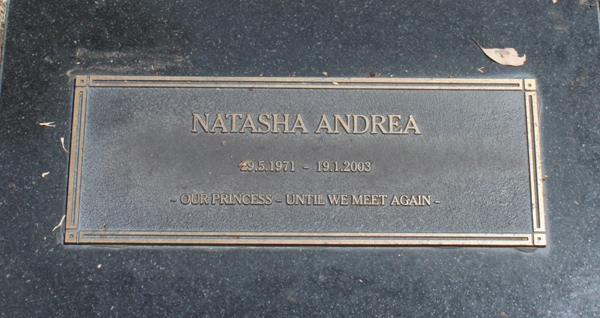 NATASHA ANDREA
29.5.1971 - 19.1.2003
- OUR PRINCESS - UNTIL WE MEET AGAIN -